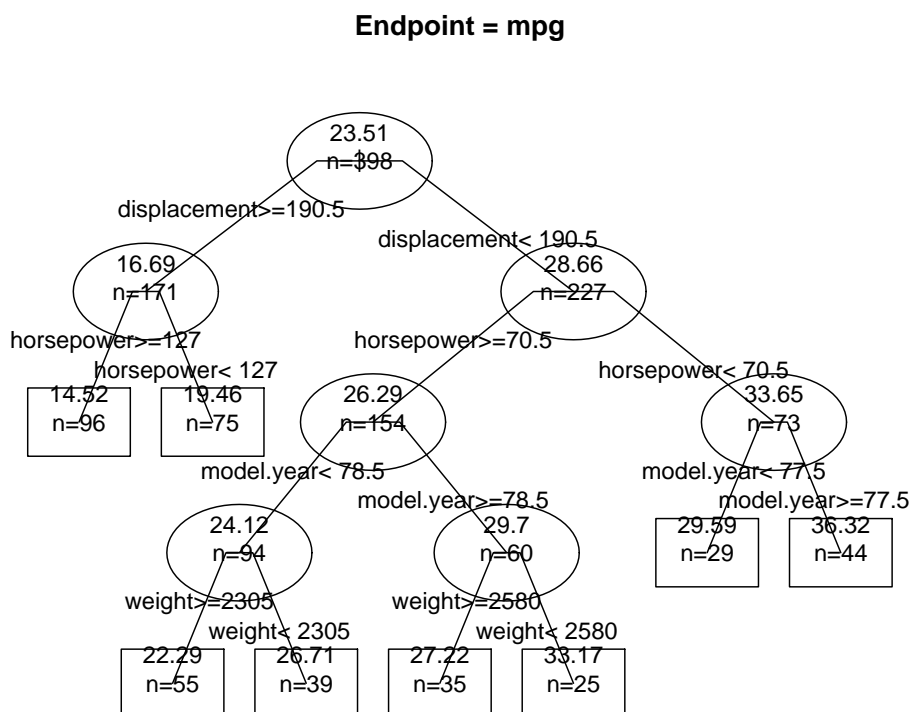 Endpoint = mpg
23.51
n=398
displacement>=190.5
displacement< 190.5
16.69
n=171
28.66
n=227
horsepower>=127
horsepower< 127
horsepower>=70.5
horsepower< 70.5
14.52
n=96
19.46
n=75
26.29
n=154
33.65
n=73
model.year< 78.5
model.year>=78.5
model.year< 77.5
model.year>=77.5
24.12
n=94
29.7
n=60
29.59
n=29
36.32
n=44
weight>=2305
weight< 2305
weight>=2580
weight< 2580
22.29
n=55
26.71
n=39
27.22
n=35
33.17
n=25